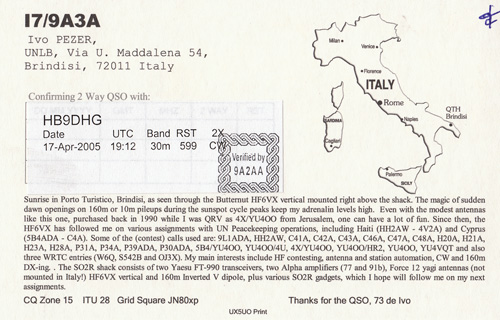 I7/9A3A
Ivo PEZER,
UNLB, Via U. Maddalena 54,
Brindisi, 72011 Italy
Confirming 2 Way QSO with:
HB9DHG
Date UTC Band RST 2X
17-Apr-2005 19:12 30m 599 CW
Verified by
9A2AA
Milan
Venice
Florence
ITALY
Rome
SARDINIA
Naples
QTH
Brindisi
Cagliari
Palermo
SICILY
Sunrise in Porto Turistico, Brindisi, as seen through the Butternut HF6VX vertical mounted right above the shack. The magic of sudden
dawn openings on 160m or 10m pileups during the sunspot cycle peaks keep my adrenalin levels high. Even with the modest antennas
like this one, purchased back in 1990 while I was QRV as 4X/YU4OO from Jerusalem, one can have a lot of fun. Since then, the
HF6VX has followed me on various assignments with UN Peacekeeping operations, including Haiti (HH2AW - 4V2A) and Cyprus
(5B4ADA - C4A). Some of the (contest) calls used are: 9L1ADA, HH2AW, C41A, C42A, C43A, C46A, C47A, C48A, H20A, H21A,
H23A, H28A, P31A, P34A, P39ADA, P30ADA, 5B4/YU4OO, YU4OO/4U, 4X/YU4OO, YU4OO/HR2, YU4OO, YU4VQT and also
three WRTC entries (W6Q, S542B and OJ3X). My main interests include HF contesting, antenna and station automation, CW and 160m
DX-ing. . The SO2R shack consists of two Yaesu FT-990 transceivers, two Alpha amplifiers (77 and 91b), Force 12 yagi antennas (not
mounted in Italy!) HF6VX vertical and 160m Inverted V dipole, plus various SO2R gadgets, which I hope will follow me on my next
assignments.
CQ Zone 15 ITU 28 Grid Square JN80xp Thanks for the QSO, 73 de Ivo
UX5UO Print